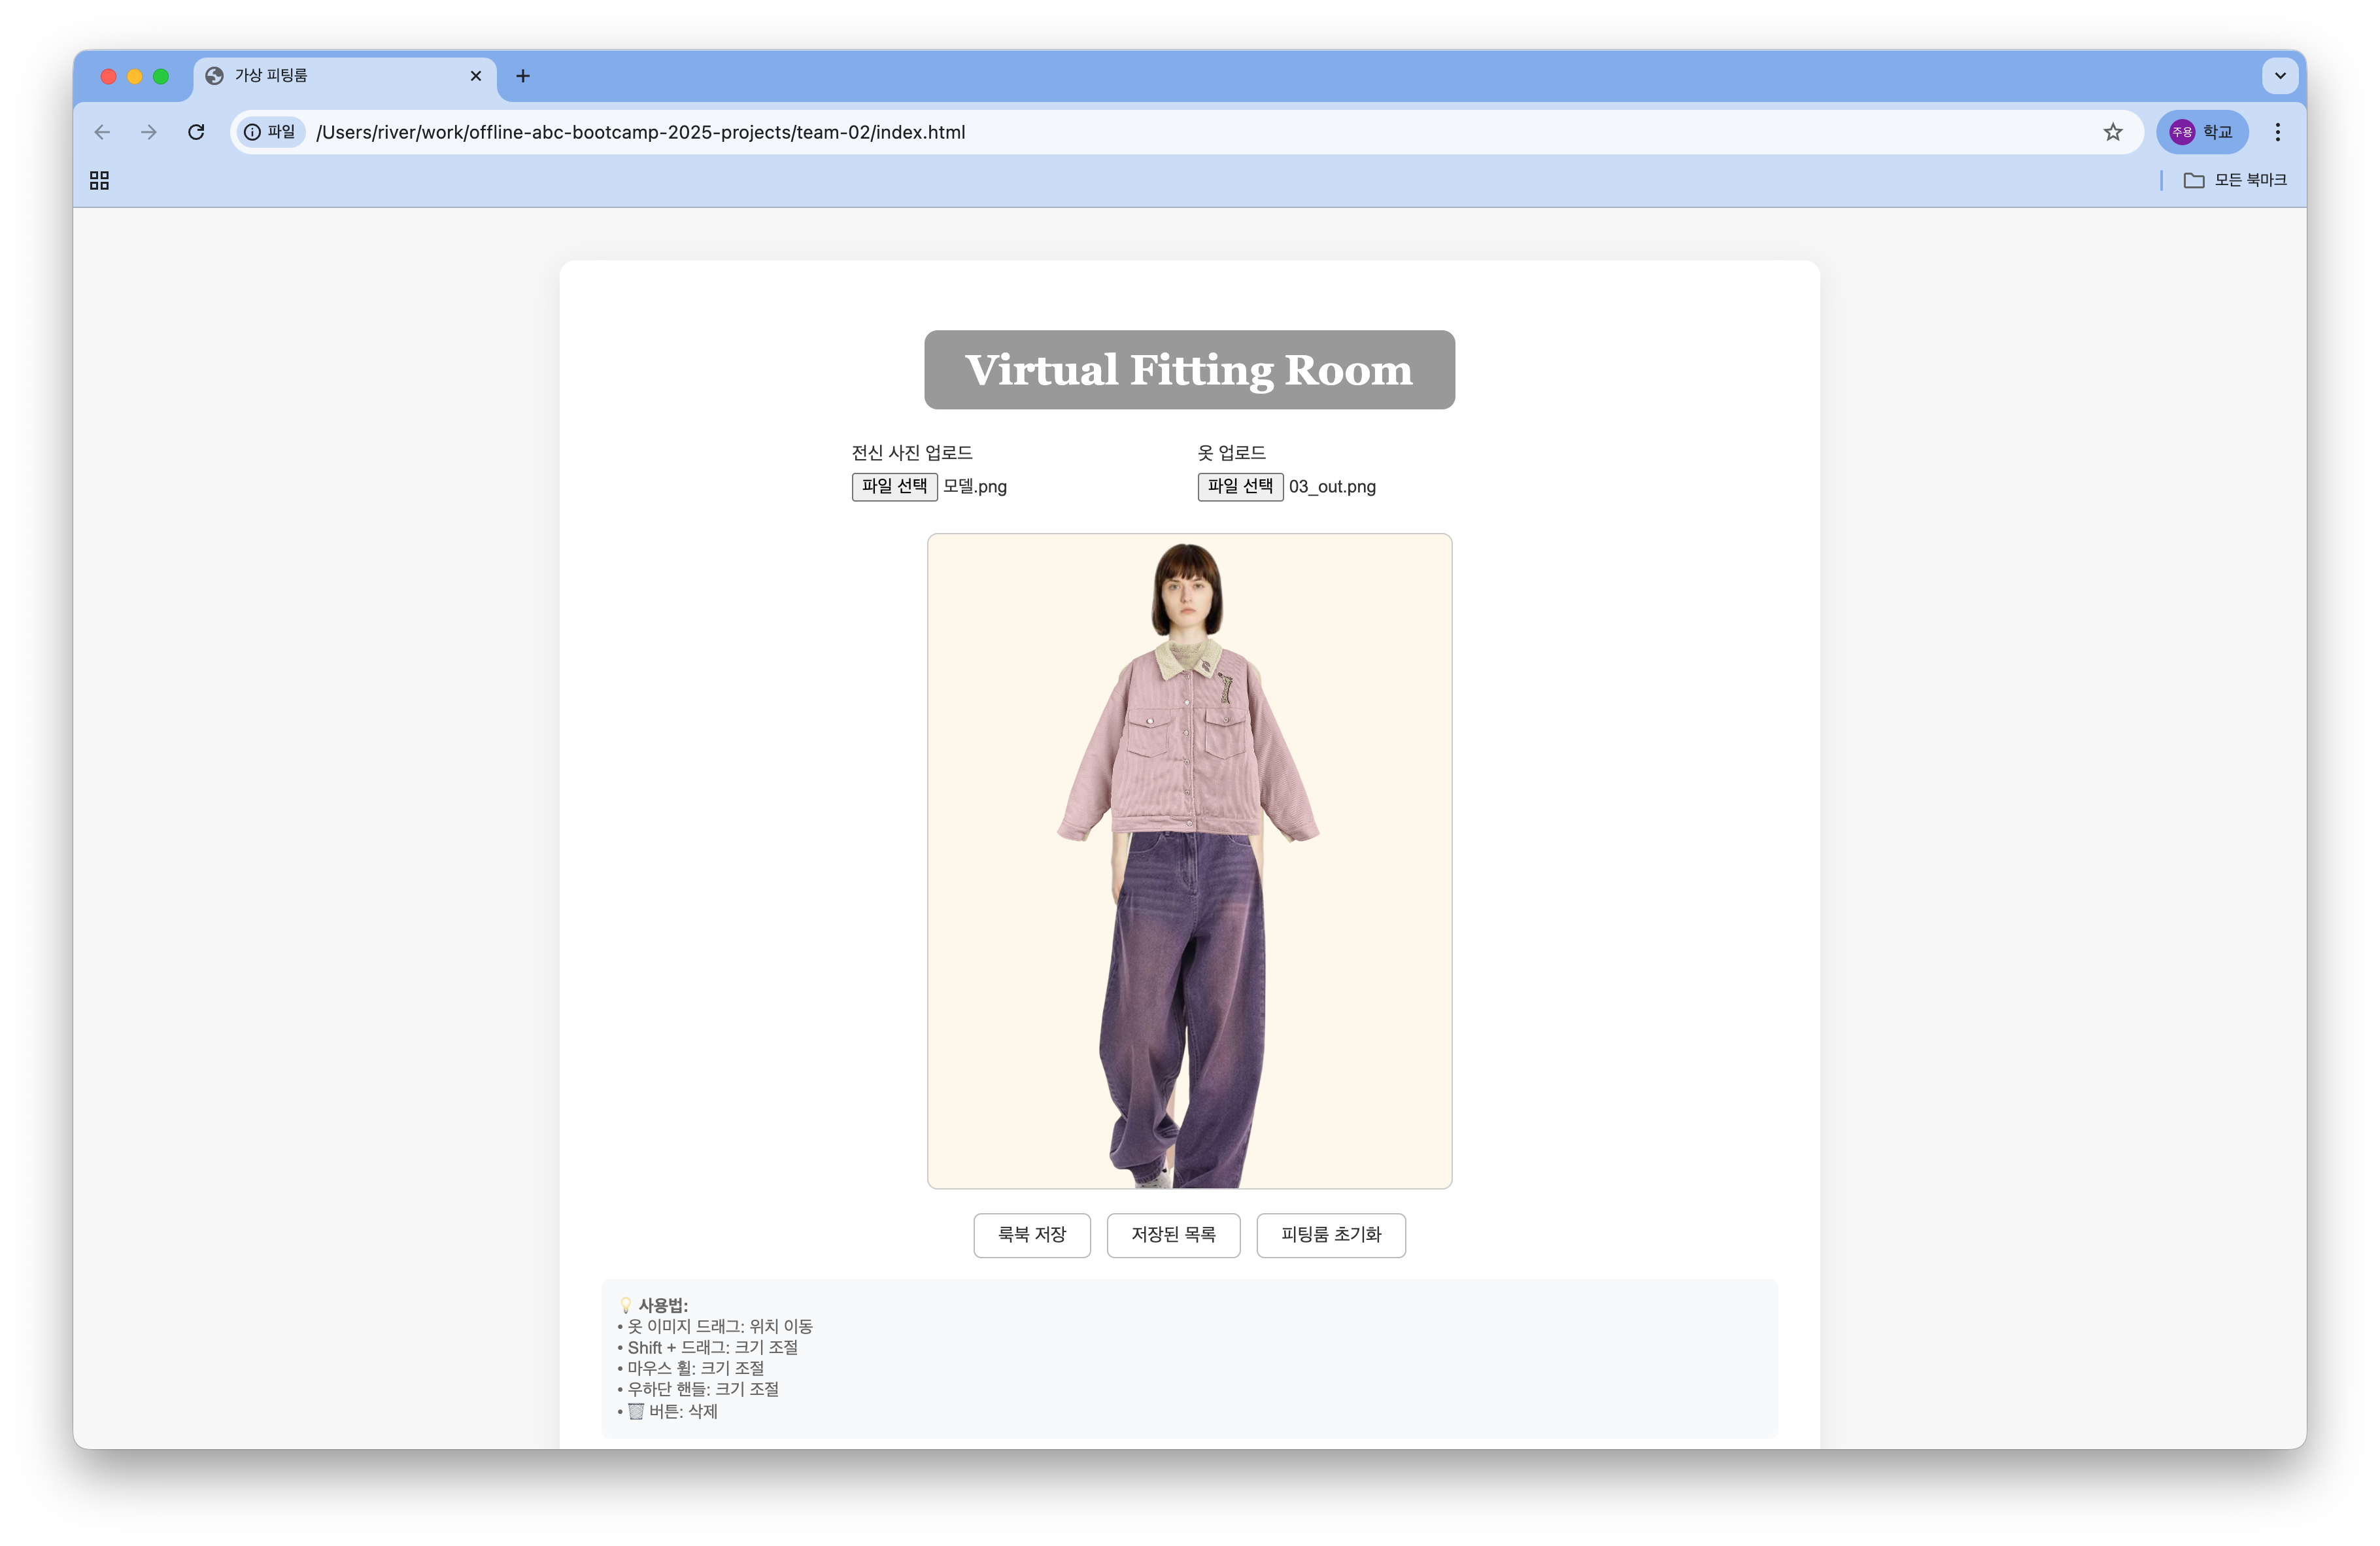 가상 피팅룸
파일 /Users/river/work/offline-abc-bootcamp-2025-projects/team-02/index.html
주용 학교
모든 북마크
Virtual Fitting Room
전신 사진 업로드
파일 선택 모델.png
옷 업로드
파일 선택 03_out.png
룩북 저장
저장된 목록
피팅룸 초기화
💡 사용법:
• 옷 이미지 드래그: 위치 이동
• Shift + 드래그: 크기 조절
• 마우스 휠: 크기 조절
• 우하단 핸들: 크기 조절
• 🗑️ 버튼: 삭제